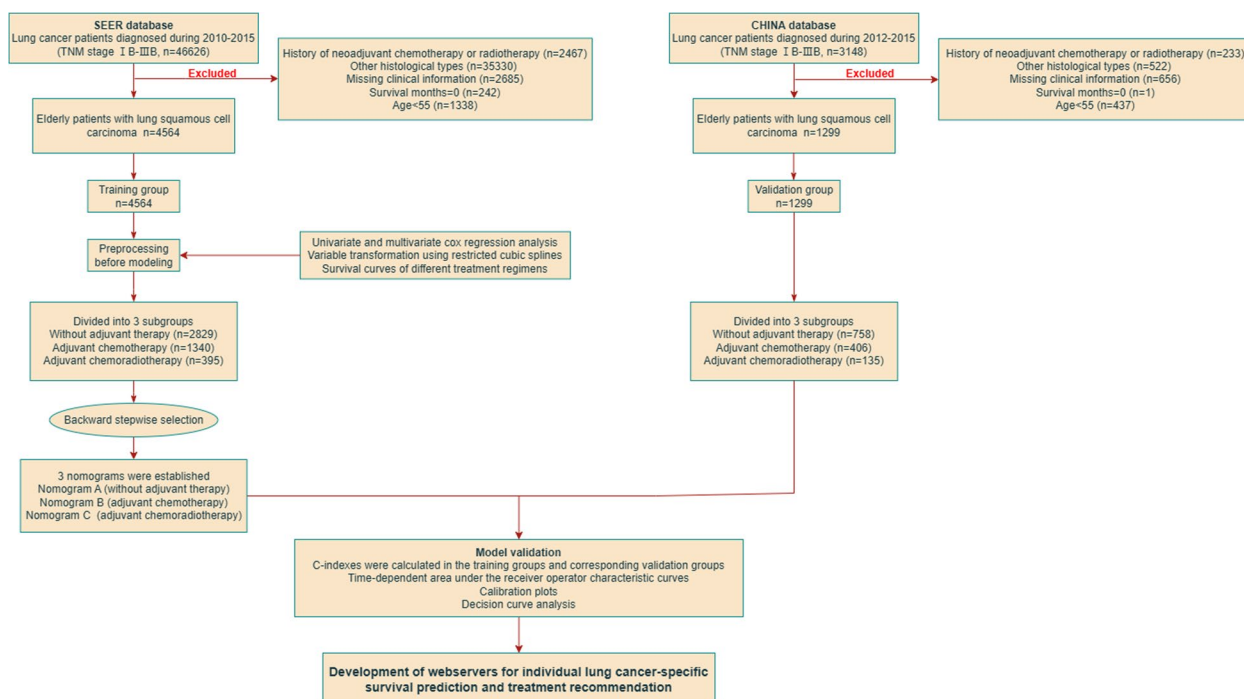 SEER database
Lung cancer patients diagnosed during 2010-2015
(TNM stage Ⅰ B-ⅢB, n=46626)
Excluded
History of neoadjuvant chemotherapy or radiotherapy (n=2467)
Other histological types (n=35330)
Missing clinical information (n=2685)
Survival months=0 (n=242)
Age<55 (n=1338)
Elderly patients with lung squamous cell
carcinoma n=4564
Training group
n=4564
Preprocessing
before modeling
Univariate and multivariate cox regression analysis
Variable transformation using restricted cubic splines
Survival curves of different treatment regimens
Divided into 3 subgroups
Without adjuvant therapy (n=2829)
Adjuvant chemotherapy (n=1340)
Adjuvant chemoradiotherapy (n=395)
Backward stepwise selection
3 nomograms were established
Nomogram A (without adjuvant therapy)
Nomogram B (adjuvant chemotherapy)
Nomogram C (adjuvant chemoradiotherapy)
CHINA database
Lung cancer patients diagnosed during 2012-2015
(TNM stage Ⅰ B-ⅢB, n=3148)
Excluded
History of neoadjuvant chemotherapy or radiotherapy (n=233)
Other histological types (n=522)
Missing clinical information (n=656)
Survival months=0 (n=1)
Age<55 (n=437)
Elderly patients with lung squamous cell
carcinoma n=1299
Validation group
n=1299
Divided into 3 subgroups
Without adjuvant therapy (n=758)
Adjuvant chemotherapy (n=406)
Adjuvant chemoradiotherapy (n=135)
Model validation
C-indexes were calculated in the training groups and corresponding validation groups
Time-dependent area under the receiver operator characteristic curves
Calibration plots
Decision curve analysis
Development of webservers for individual lung cancer-specific
survival prediction and treatment recommendation